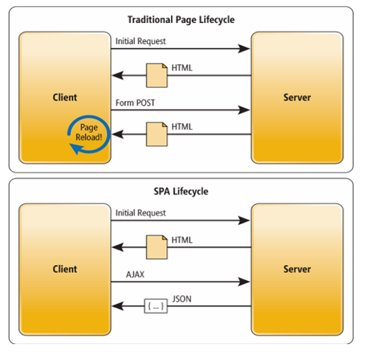 Traditional Page Lifecycle
Initial Request
HTML
Client
Server
Form POST
Page
Reload!
HTML
SPA Lifecycle
Initial Request
HTML
Client
Server
AJAX
JSON
{ ... }